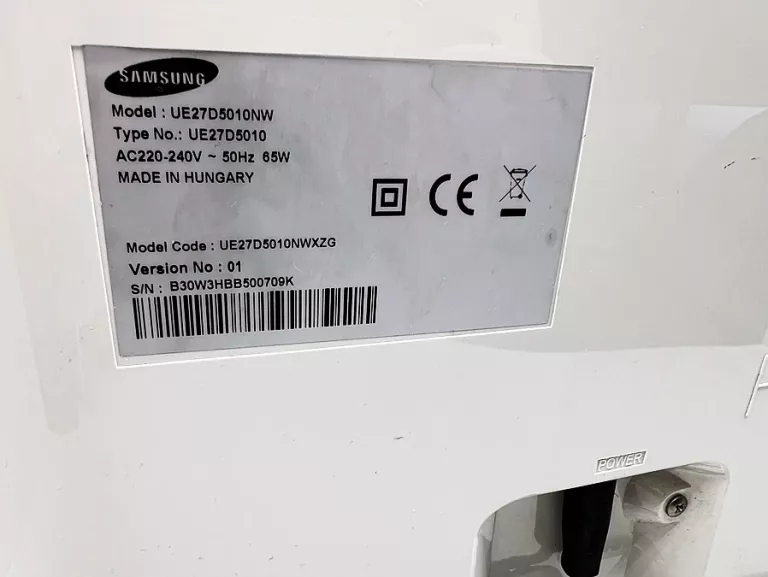 SAMSUNG
Model : UE27D5010NW
Type No.: UE27D5010
AC220-240V ~ 50Hz 65W
MADE IN HUNGARY
CE
Model Code : UE27D5010NWXZG
Version No : 01
S/N : B30W3HBB500709K
POWER